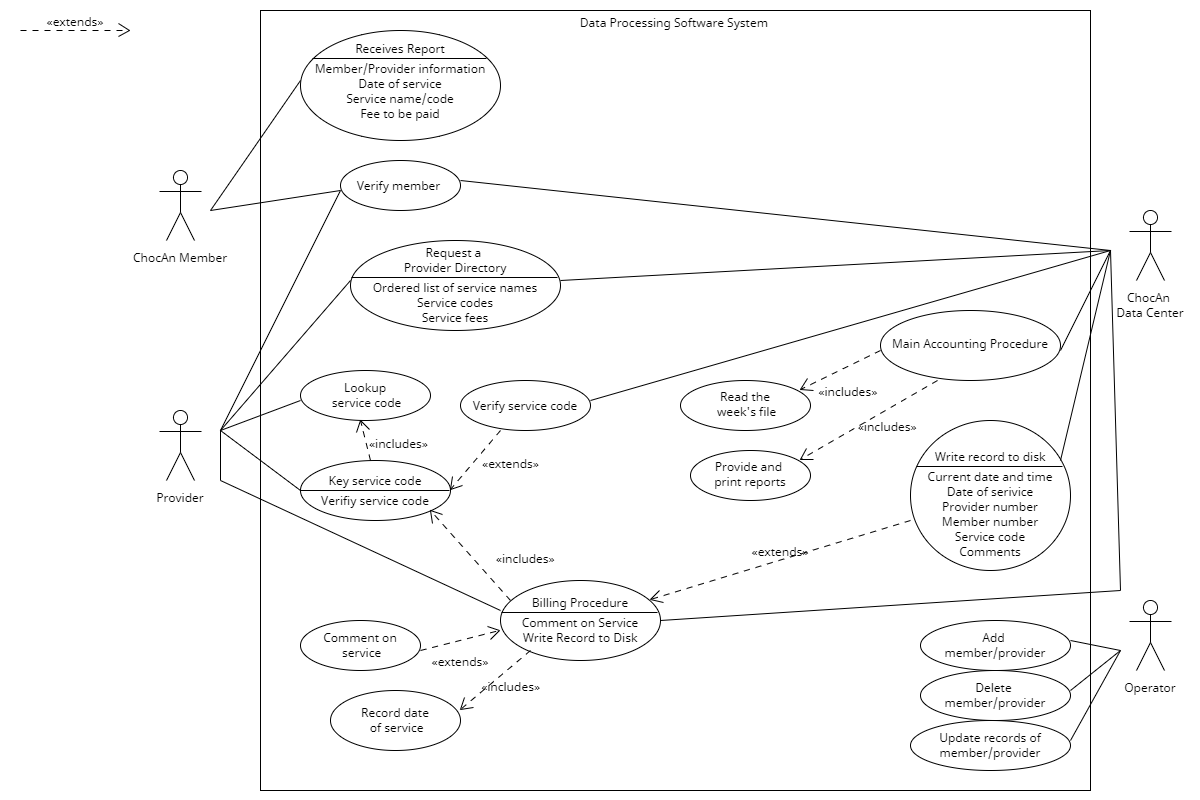 «extends»
Data Processing Software System
Receives Report
Member/Provider information
Date of service
Service name/code
Fee to be paid
Verify member
ChocAn Member
Request a
Provider Directory
Ordered list of service names
Service codes
Service fees
ChocAn
Data Center
Main Accounting Procedure
Lookup
service code
Verify service code
«includes»
Read the
week's file
«includes»
«includes»
«extends»
Provide and
print reports
Key service code
Verifiy service code
Provider
Write record to disk
Current date and time
Date of serivice
Provider number
Member number
Service code
Comments
«extends»
«includes»
Billing Procedure
Comment on Service
Write Record to Disk
Comment on
service
«extends»
«includes»
Record date
of service
Add
member/provider
Delete
member/provider
Update records of
member/provider
Operator